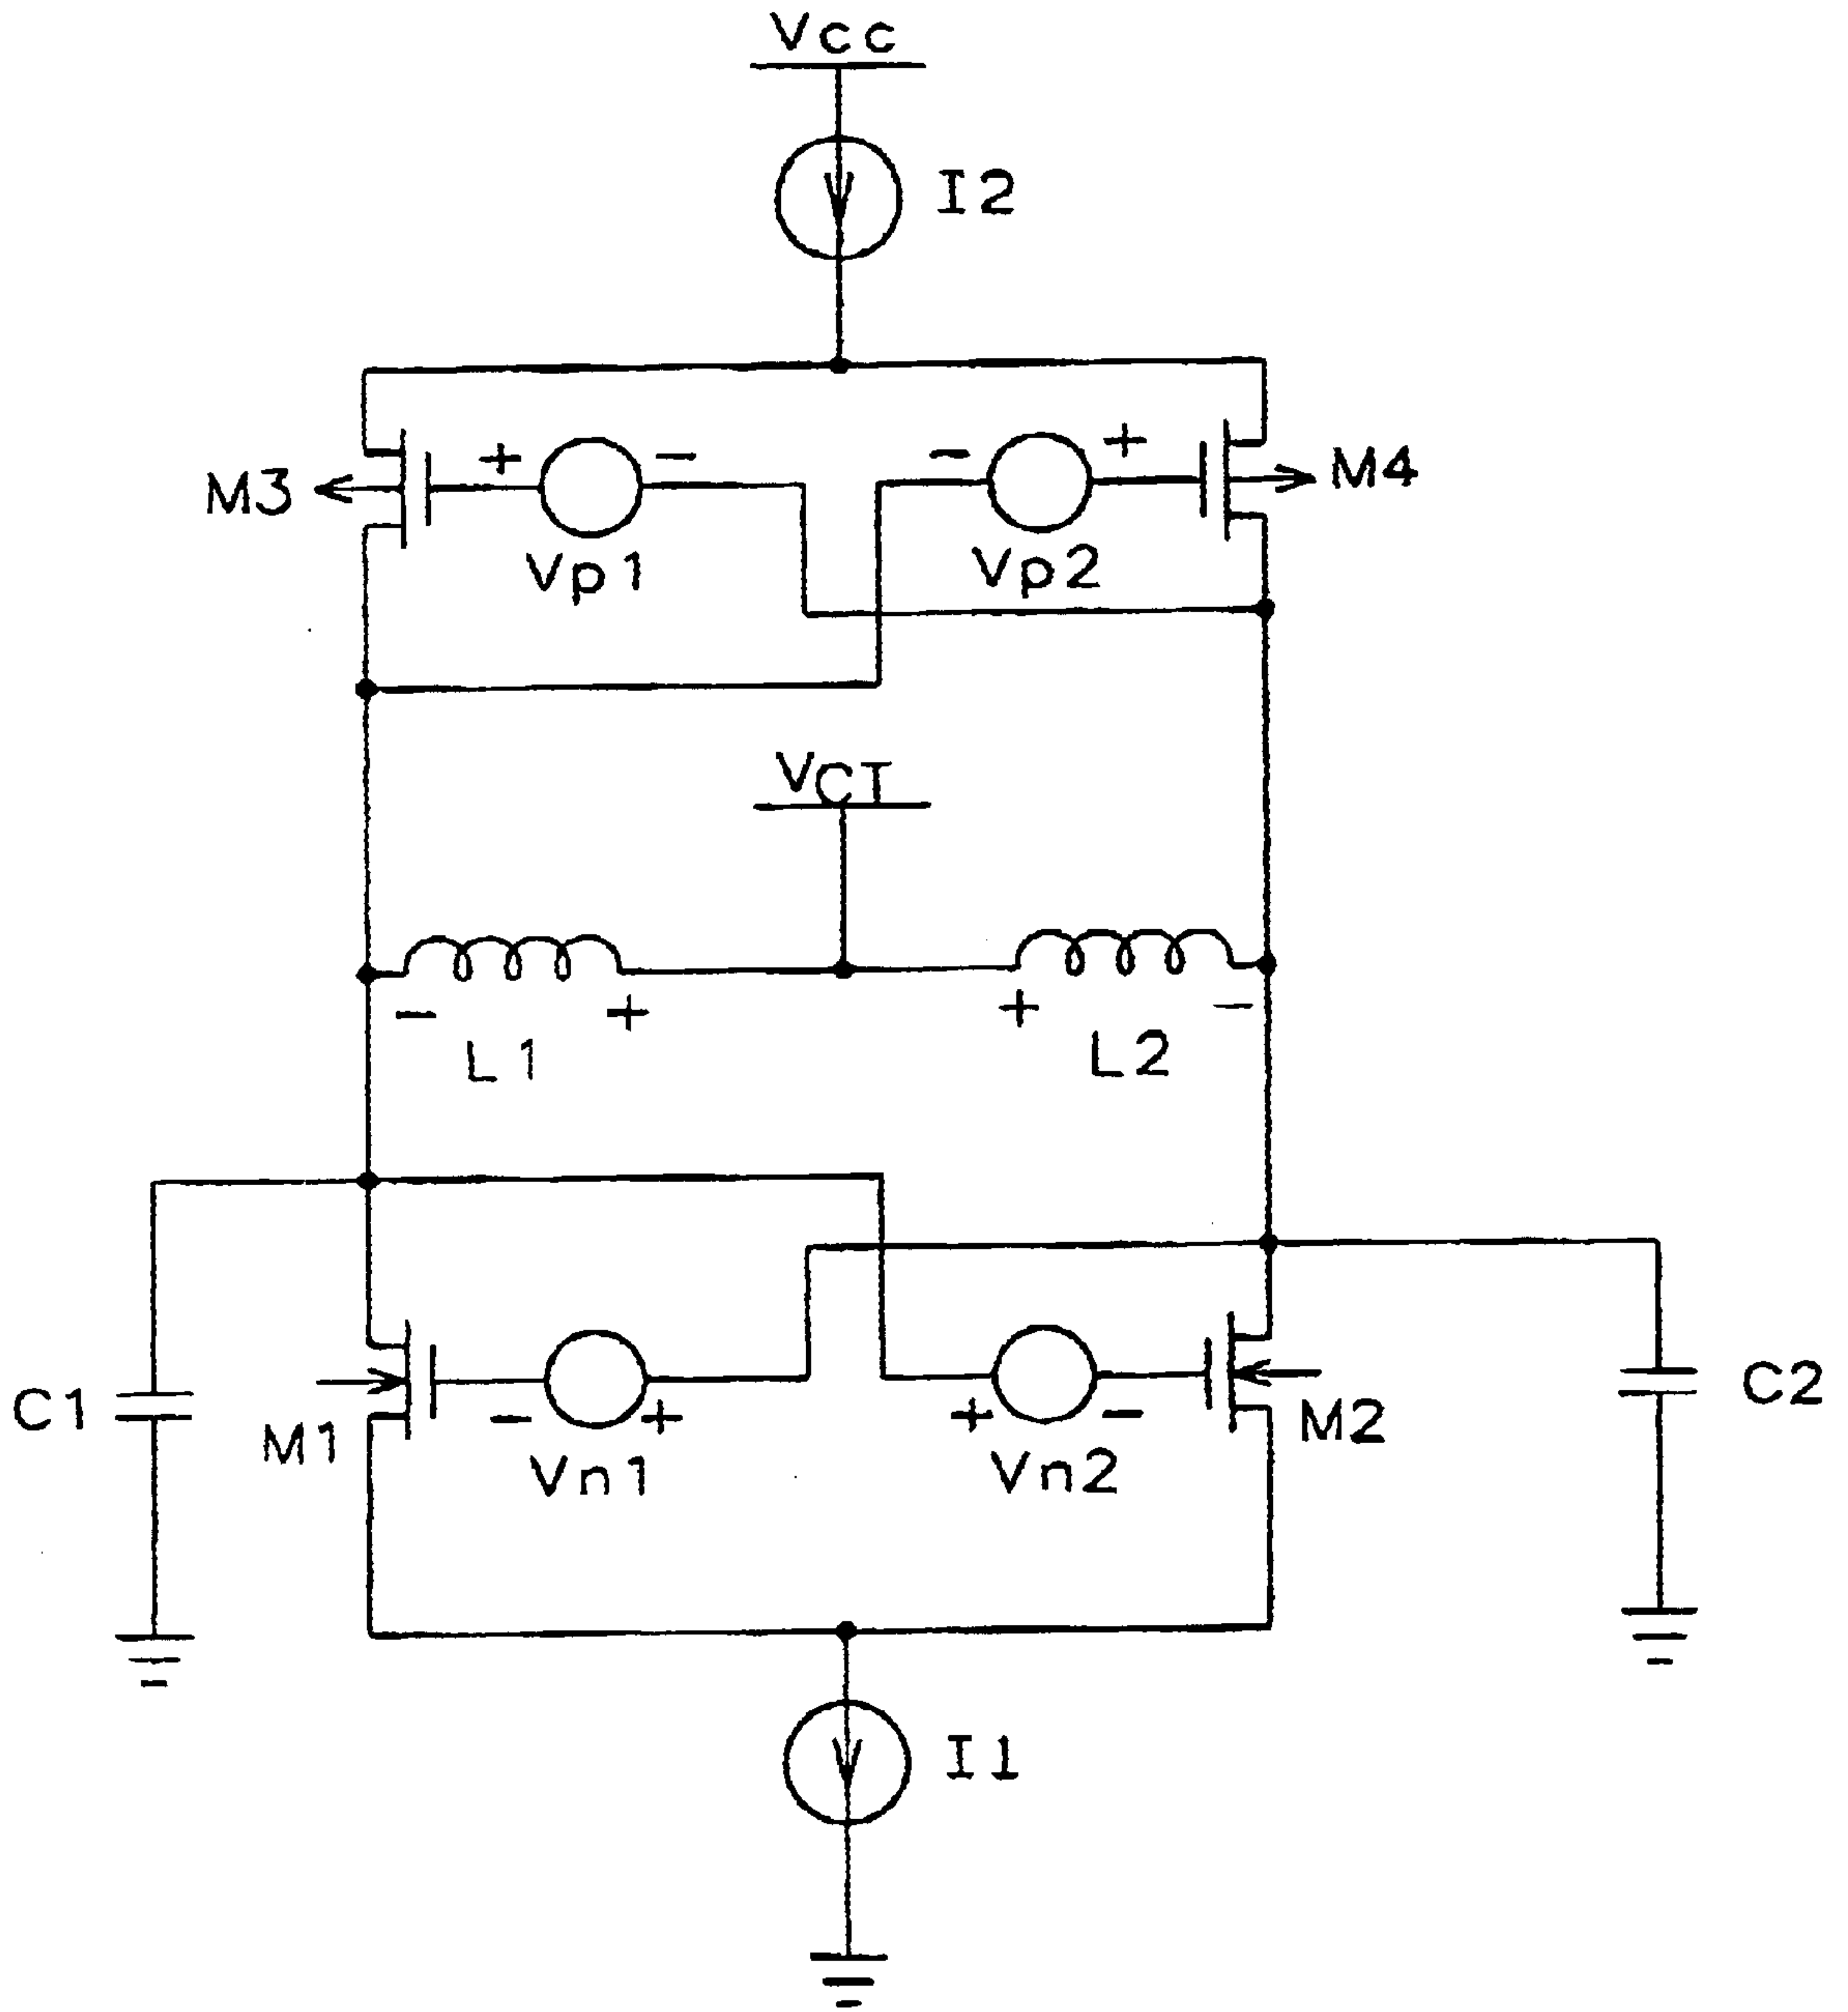 Vcc
I2
+ - - +
M3 M4
Vp1 Vp2
VCT
- + + -
L1 L2
C1 C2
M1 - + + - M2
Vn1 Vn2
I1